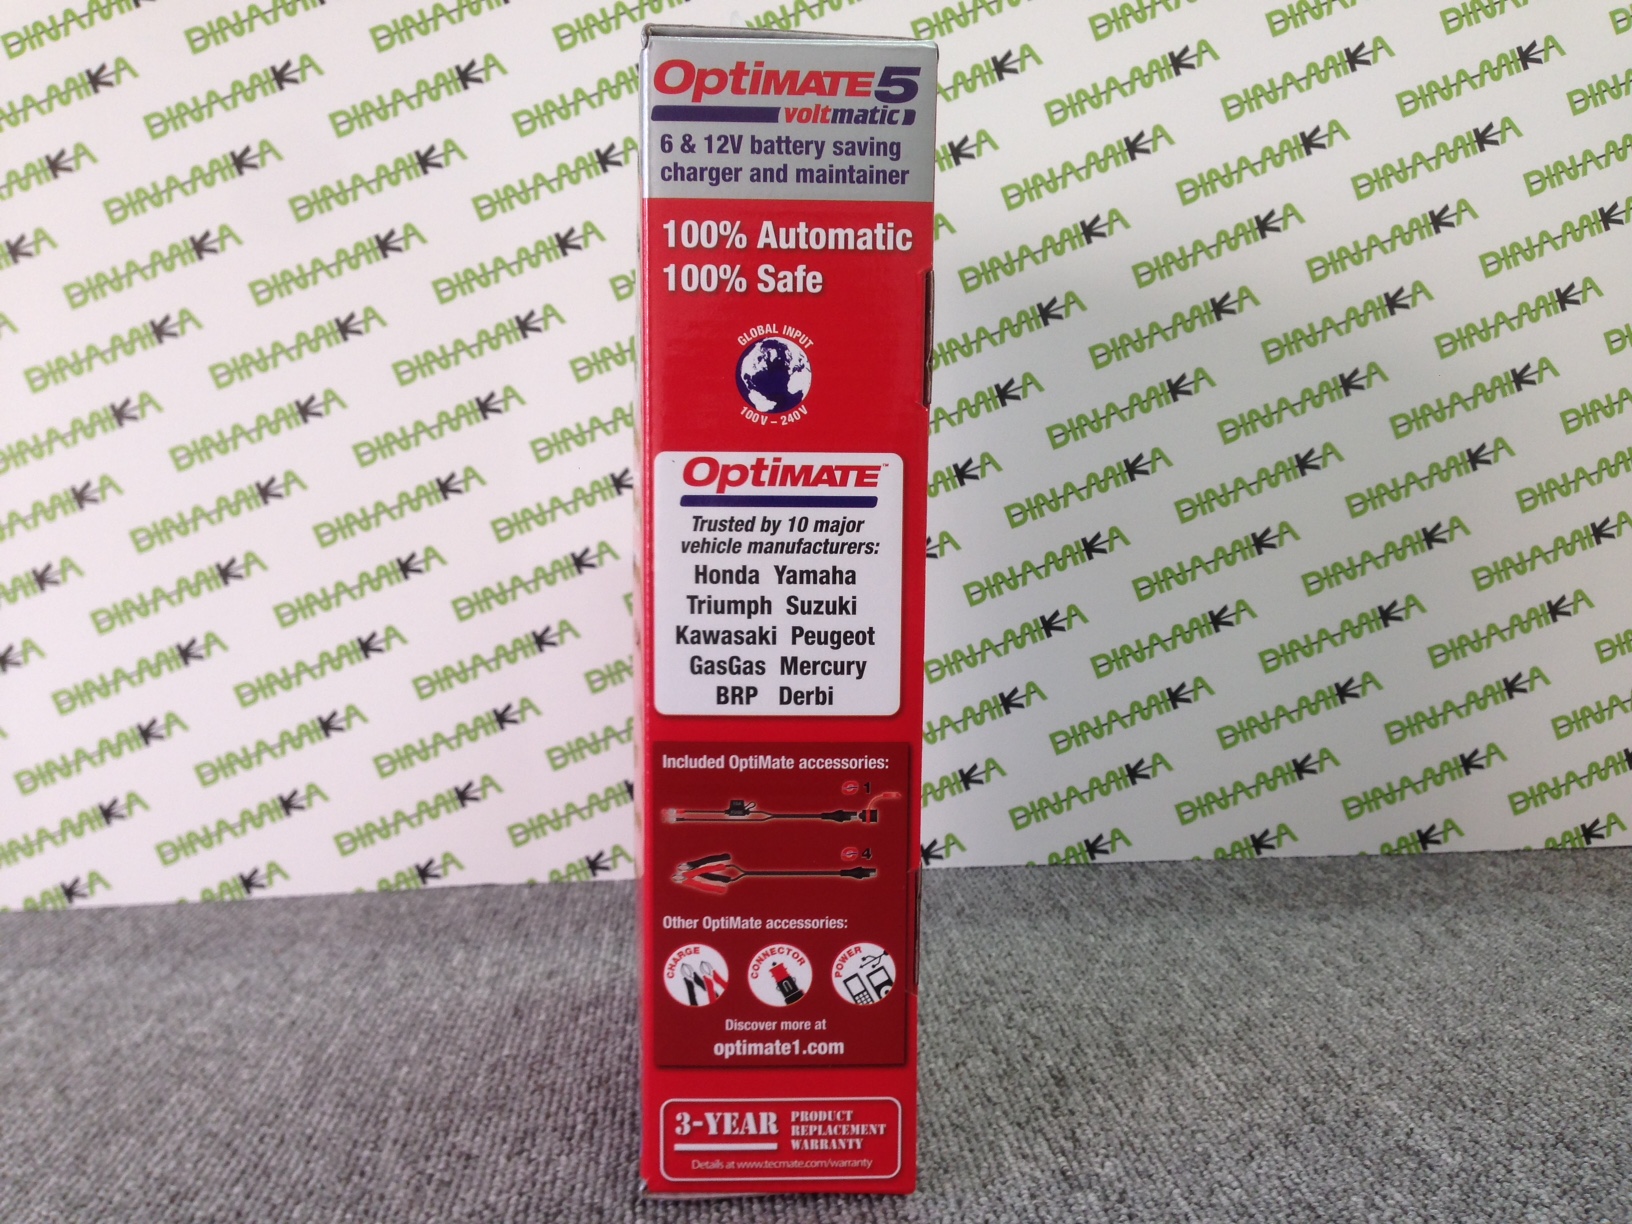 OptiMATE5
voltmatic
6 & 12V battery saving
charger and maintainer
100% Automatic
100% Safe
GLOBAL INPUT
100V – 240V
OptiMATE™
Trusted by 10 major
vehicle manufacturers:
Honda Yamaha
Triumph Suzuki
Kawasaki Peugeot
GasGas Mercury
BRP Derbi
Included OptiMate accessories:
1
4
Other OptiMate accessories:
CHARGE CONNECTOR POWER
Discover more at
optimate1.com
3-YEAR PRODUCT
REPLACEMENT
WARRANTY
Details at www.tecmate.com/warranty
DINAMIKA